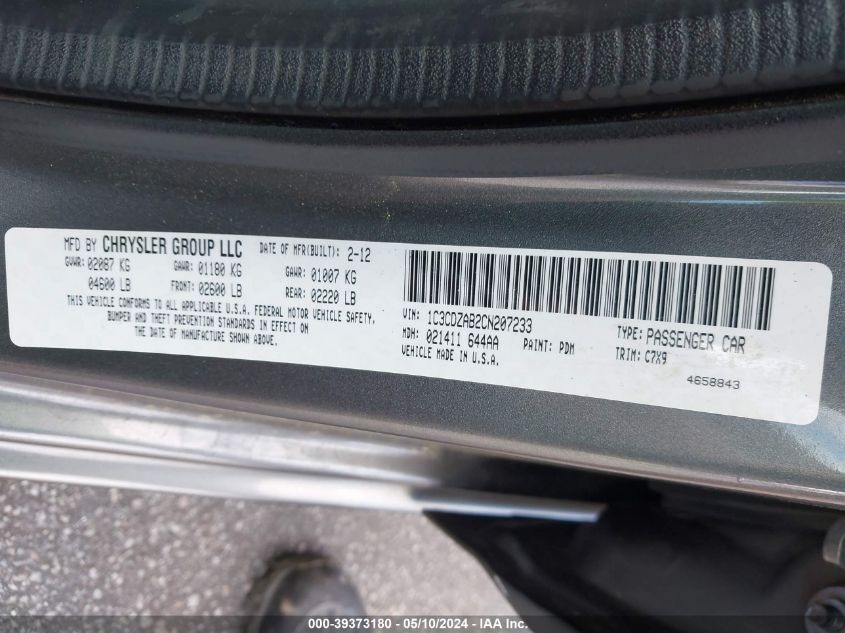 MFD BY CHRYSLER GROUP LLC DATE OF MFR(BUILT): 2-12
GVWR: 02087 KG GAWR: 01180 KG GAWR: 01007 KG
04600 LB FRONT: 02600 LB REAR: 02220 LB
THIS VEHICLE CONFORMS TO ALL APPLICABLE U.S.A. FEDERAL MOTOR VEHICLE SAFETY,
BUMPER AND THEFT PREVENTION STANDARDS IN EFFECT ON
THE DATE OF MANUFACTURE SHOWN ABOVE.
VIN: 1C3CDZAB2CN207233 TYPE: PASSENGER CAR
MDH: 021411 644AA PAINT: PDM TRIM: C7X9
VEHICLE MADE IN U.S.A. 4658843
000-39373180 - 05/10/2024 - IAAI.COM